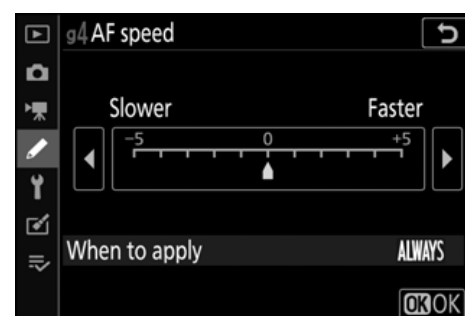 g4 AF speed
Slower Faster
−5 0 +5
When to apply ALWAYS
OK OK